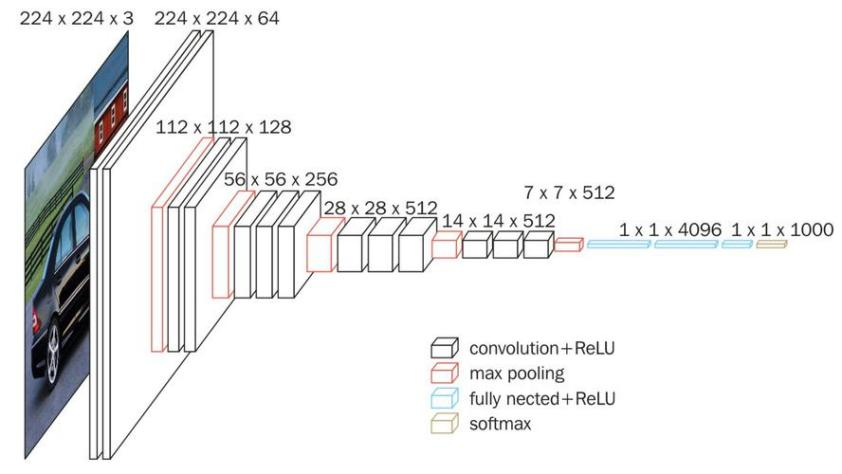 224 x 224 x 3
224 x 224 x 64
112 x 112 x 128
56 x 56 x 256
28 x 28 x 512
14 x 14 x 512
7 x 7 x 512
1 x 1 x 4096
1 x 1 x 1000
convolution+ReLU
max pooling
fully nected+ReLU
softmax